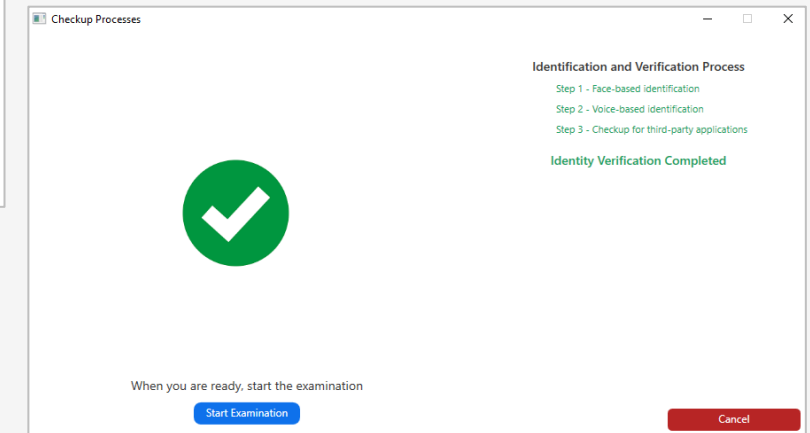 Checkup Processes
Identification and Verification Process
Step 1 - Face-based identification
Step 2 - Voice-based identification
Step 3 - Checkup for third-party applications
Identity Verification Completed
When you are ready, start the examination
Start Examination
Cancel